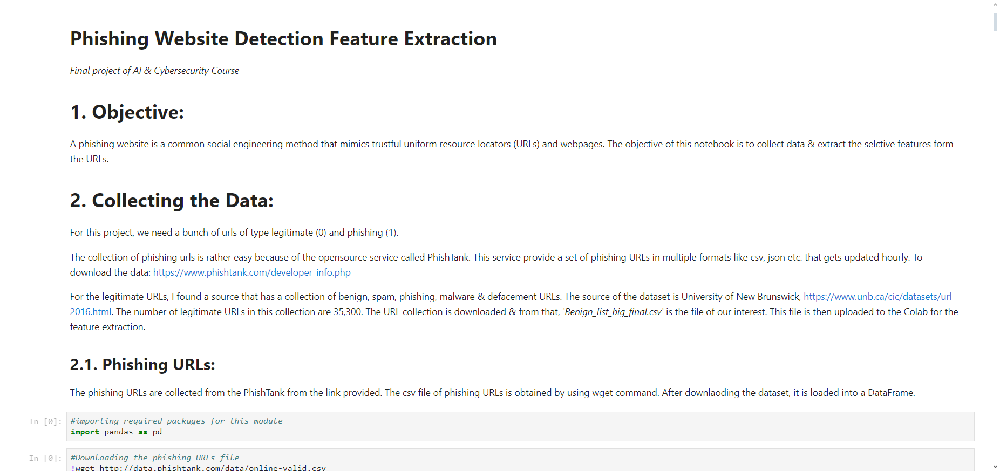 Phishing Website Detection Feature Extraction
Final project of AI & Cybersecurity Course
1. Objective:
A phishing website is a common social engineering method that mimics trustful uniform resource locators (URLs) and webpages. The objective of this notebook is to collect data & extract the selctive features form
the URLs.
2. Collecting the Data:
For this project, we need a bunch of urls of type legitimate (0) and phishing (1).
The collection of phishing urls is rather easy because of the opensource service called PhishTank. This service provide a set of phishing URLs in multiple formats like csv, json etc. that gets updated hourly. To
download the data: https://www.phishtank.com/developer_info.php
For the legitimate URLs, I found a source that has a collection of benign, spam, phishing, malware & defacement URLs. The source of the dataset is University of New Brunswick, https://www.unb.ca/cic/datasets/url-
2016.html. The number of legitimate URLs in this collection are 35,300. The URL collection is downloaded & from that, 'Benign_list_big_final.csv' is the file of our interest. This file is then uploaded to the Colab for the
feature extraction.
2.1. Phishing URLs:
The phishing URLs are collected from the PhishTank from the link provided. The csv file of phishing URLs is obtained by using wget command. After downlaoding the dataset, it is loaded into a DataFrame.
In [0]: #importing required packages for this module
import pandas as pd
In [0]: #Downloading the phishing URLs file
!wget http://data.phishtank.com/data/online-valid.csv